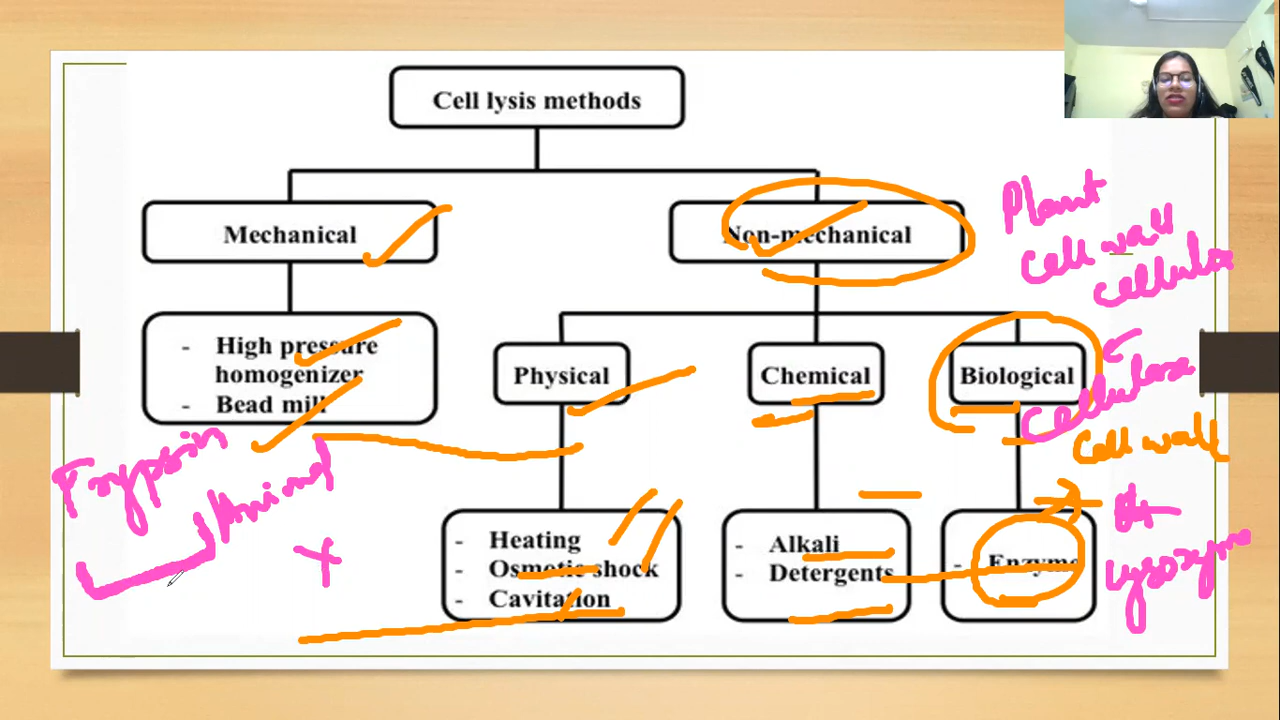 Cell lysis methods
Mechanical
Non-mechanical
- High pressure
homogenizer
- Bead mill
Physical
Chemical
Biological
- Heating
- Osmotic shock
- Cavitation
- Alkali
- Detergents
- Enzyme
Plant
Cell wall
Cellulose
Cellulase
Cell wall
Lysozyme
Trypsin
Animal